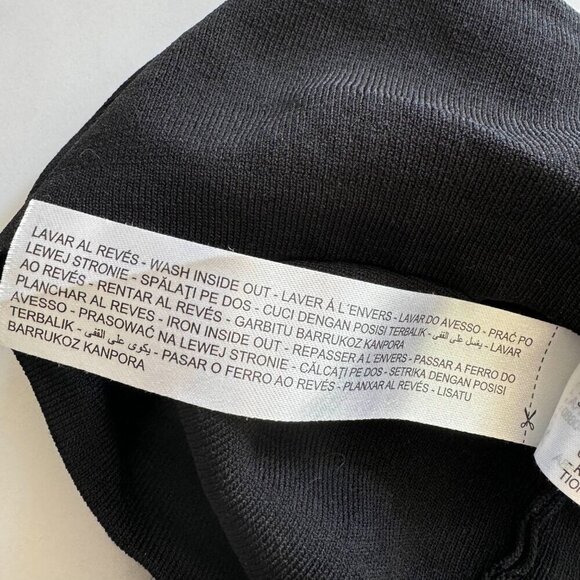 LAVAR AL REVÉS - WASH INSIDE OUT - LAVER Á L´ENVERS - LAVAR DO AVESSO - PRAĆ PO
LEWEJ STRONIE - SPĂLAȚI PE DOS - CUCI DENGAN POSISI TERBALIK - يغسل على القفى - LAVAR
AO REVÉS - RENTAR AL REVÉS - GARBITU BARRUKOZ KANPORA
PLANCHAR AL REVES - IRON INSIDE OUT - REPASSER A L´ENVERS - PASSAR A FERRO DO
AVESSO - PRASOWAĆ NA LEWEJ STRONIE - CĂLCAȚI PE DOS - SETRIKA DENGAN POSISI
TERBALIK - يكوى على القفى - PASAR O FERRO AO REVÉS - PLANXAR AL REVÉS - LISATU
BARRUKOZ KANPORA
TION